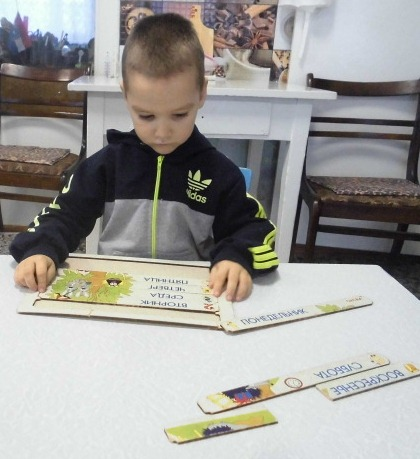 adidas
ВТОРНИК
СРЕДА
ЧЕТВЕРГ
ПЯТНИЦА
ПОНЕДЕЛЬНИК
СУББОТА
ВОСКРЕСЕНЬЕ